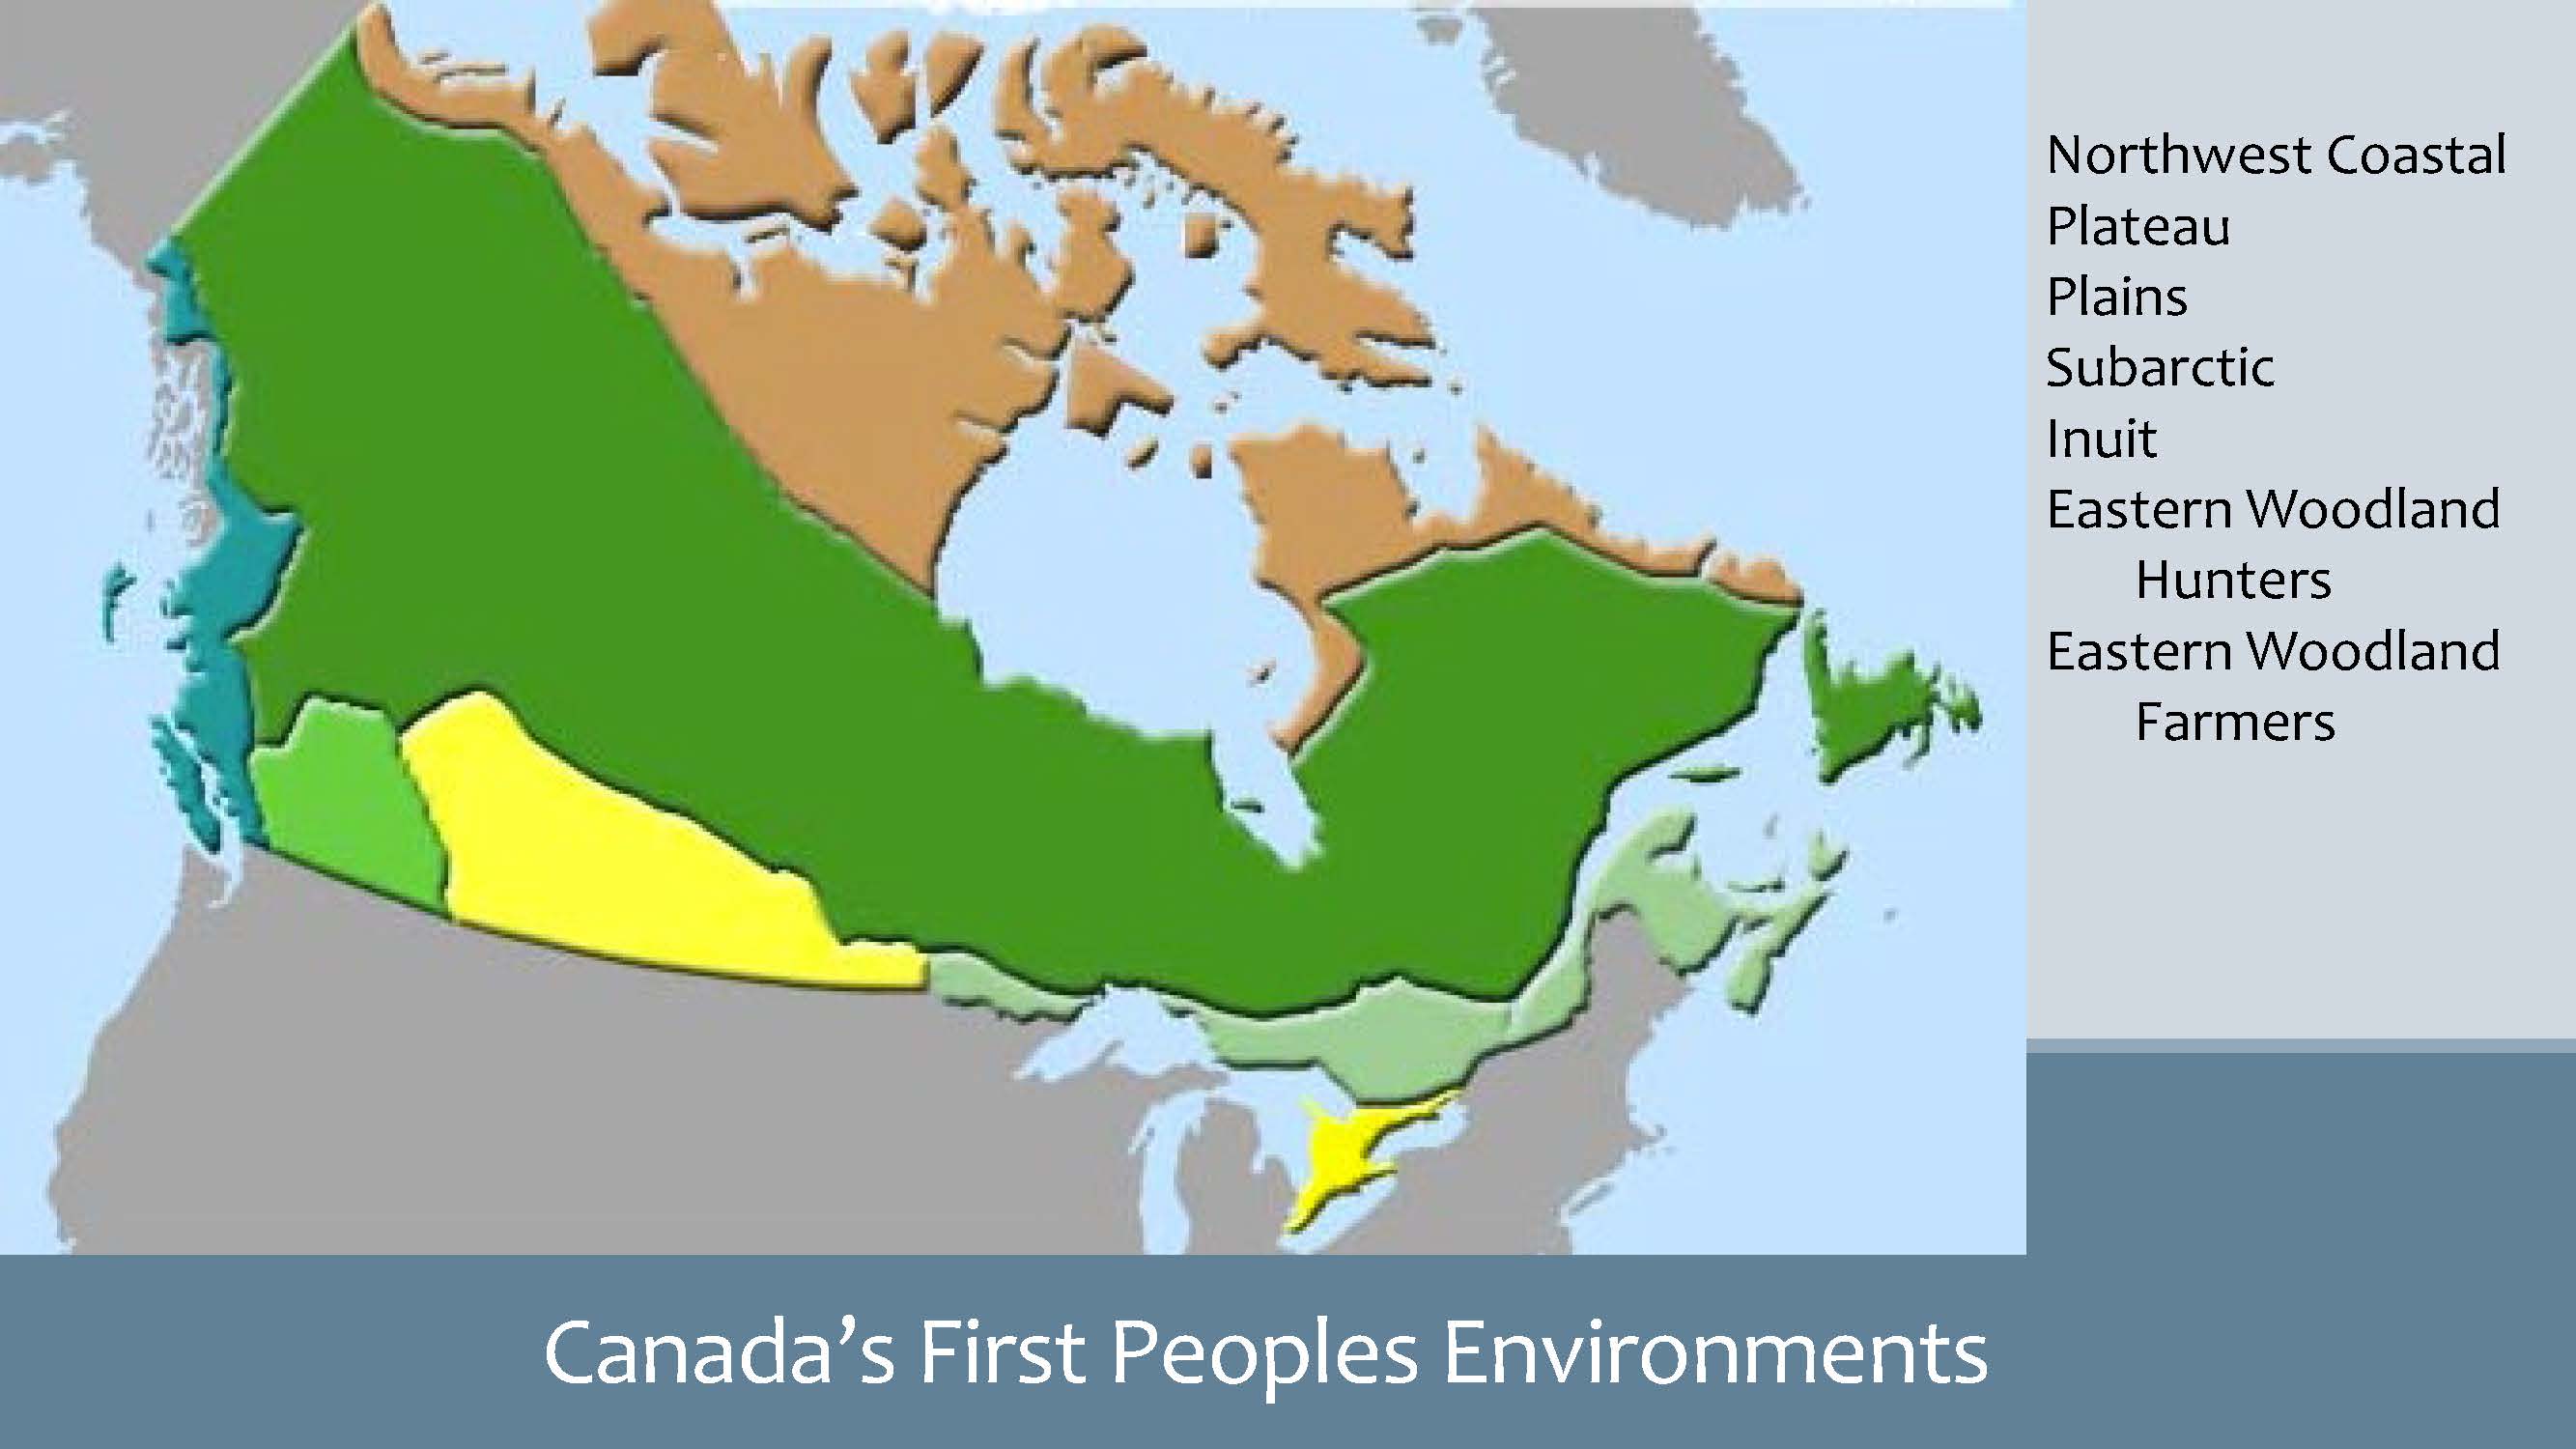 Northwest Coastal
Plateau
Plains
Subarctic
Inuit
Eastern Woodland
Hunters
Eastern Woodland
Farmers
Canada’s First Peoples Environments